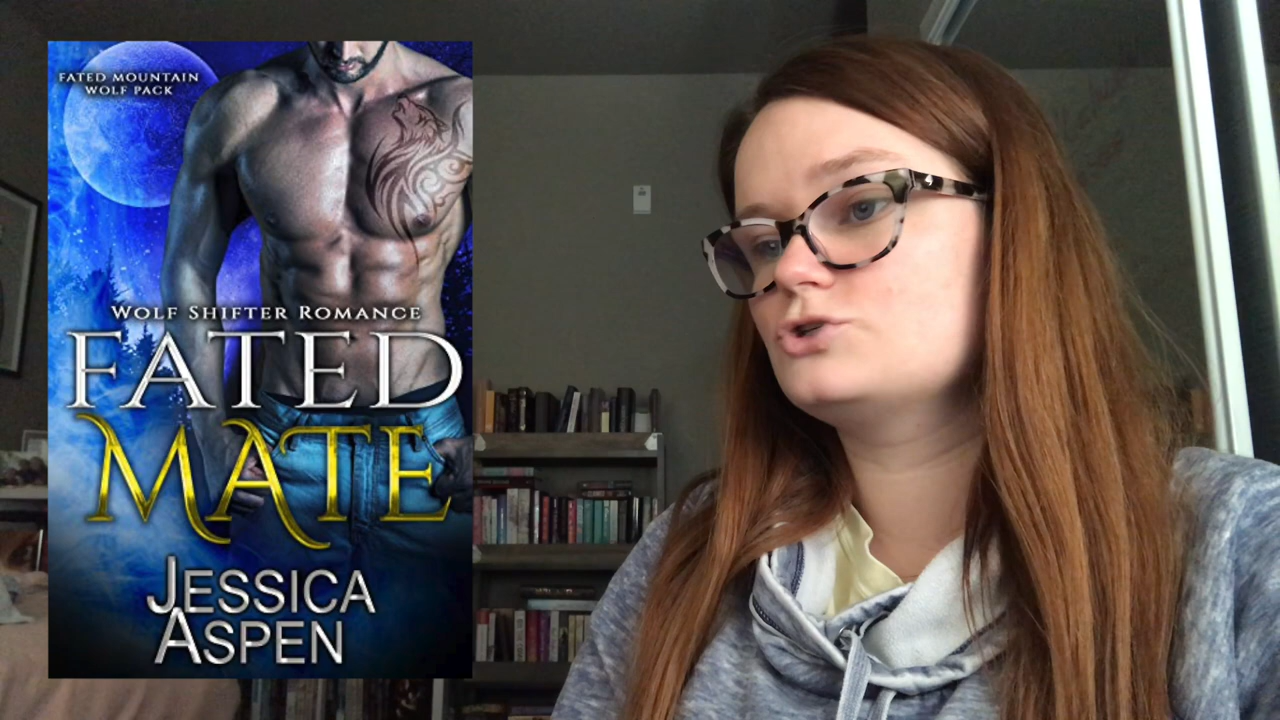 FATED MOUNTAIN
WOLF PACK
WOLF SHIFTER ROMANCE
FATED
MATE
JESSICA
ASPEN